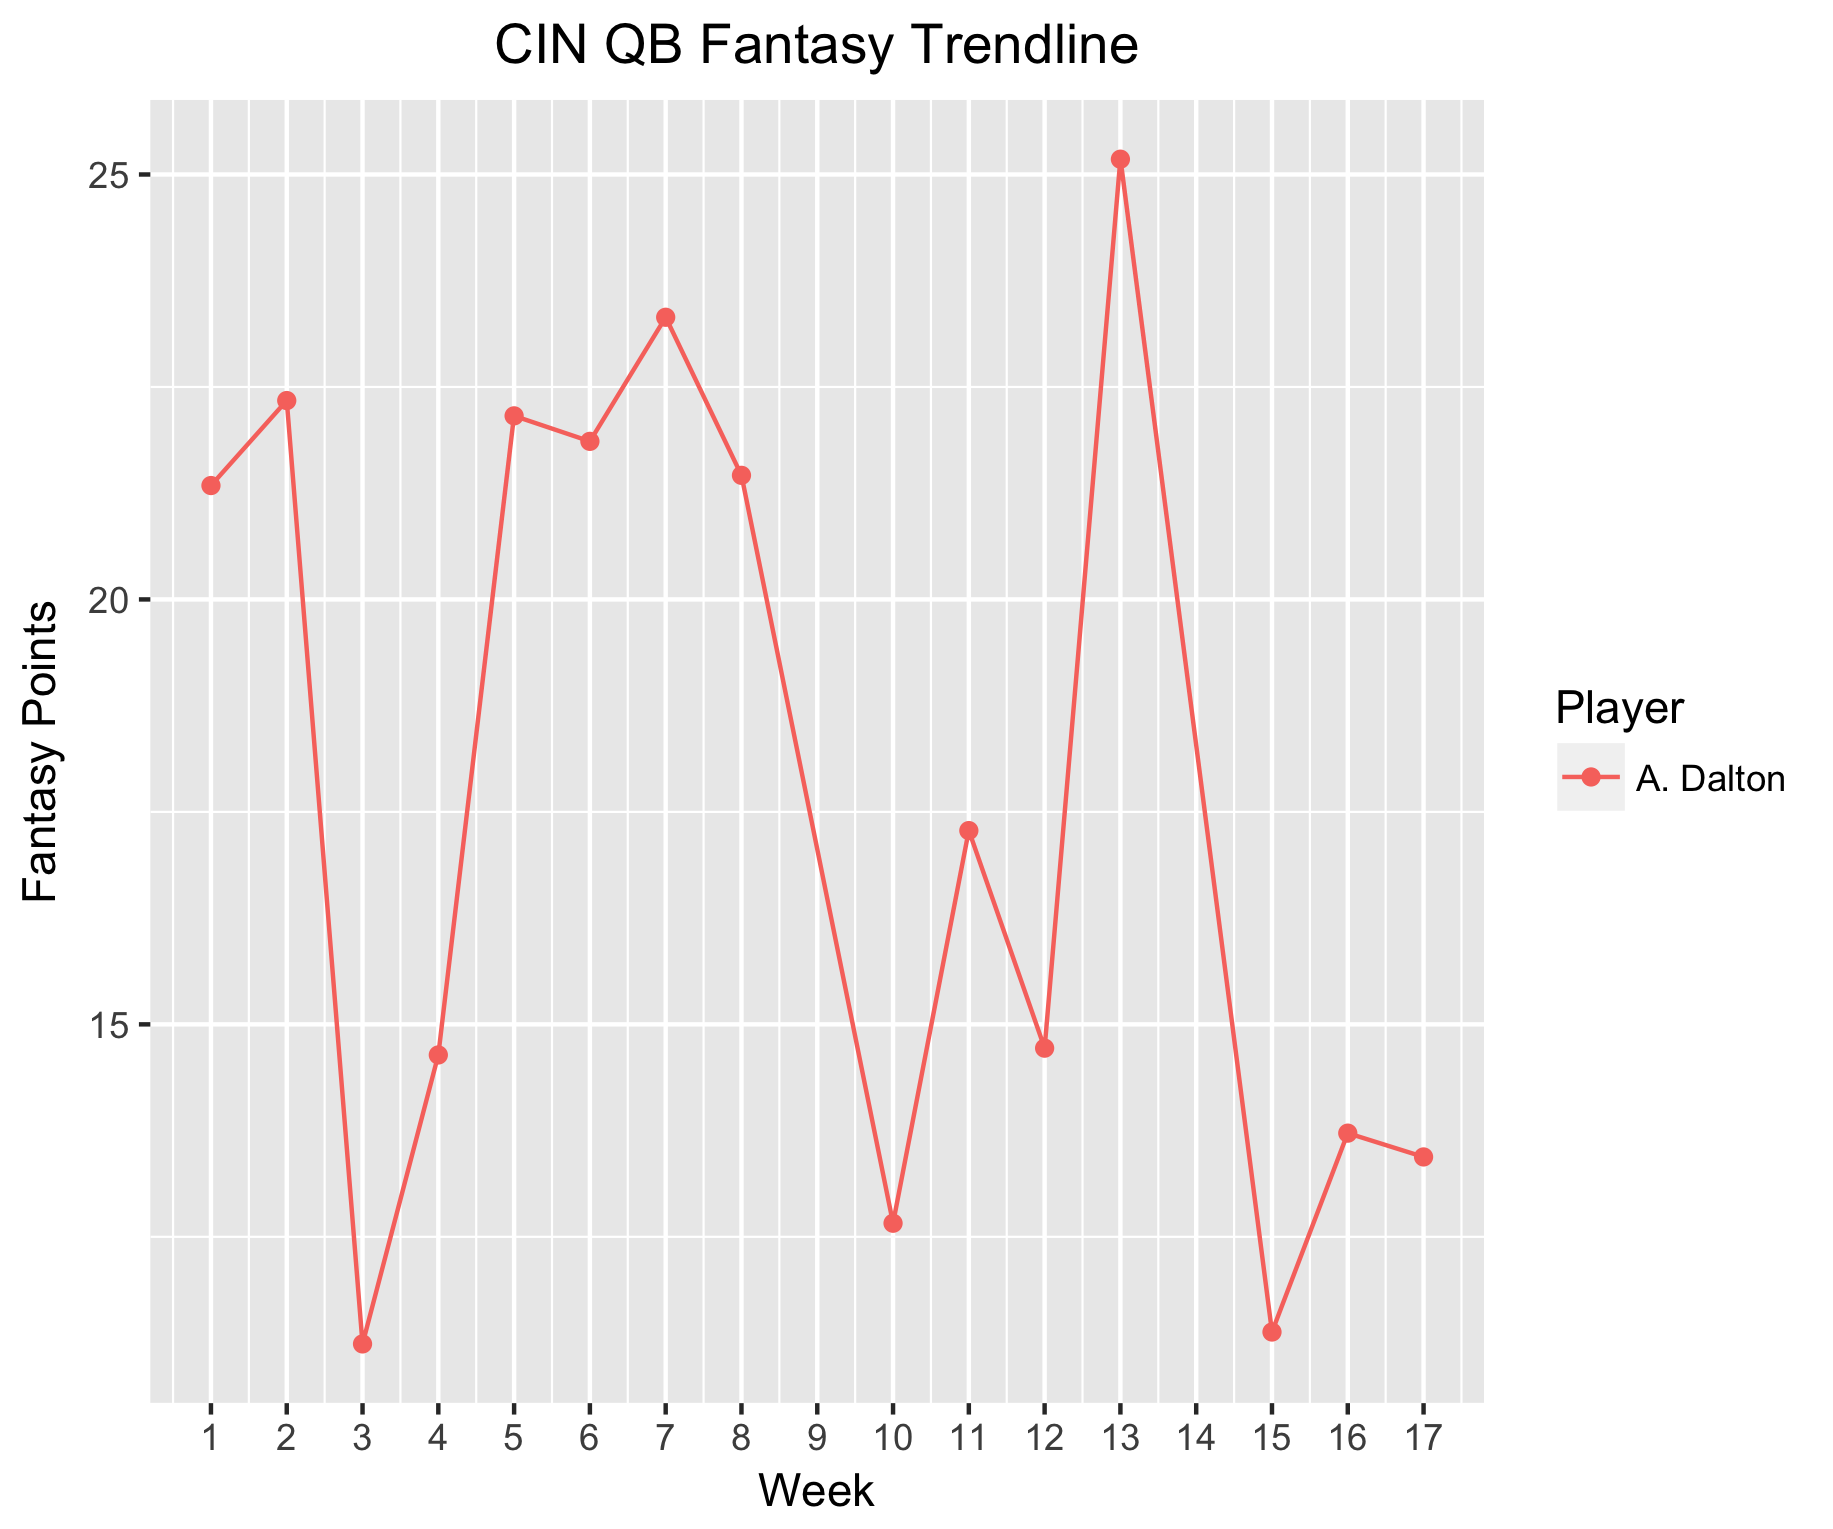 CIN QB Fantasy Trendline
25
20
15
Fantasy Points
1 2 3 4 5 6 7 8 9 10 11 12 13 14 15 16 17
Week
Player
A. Dalton